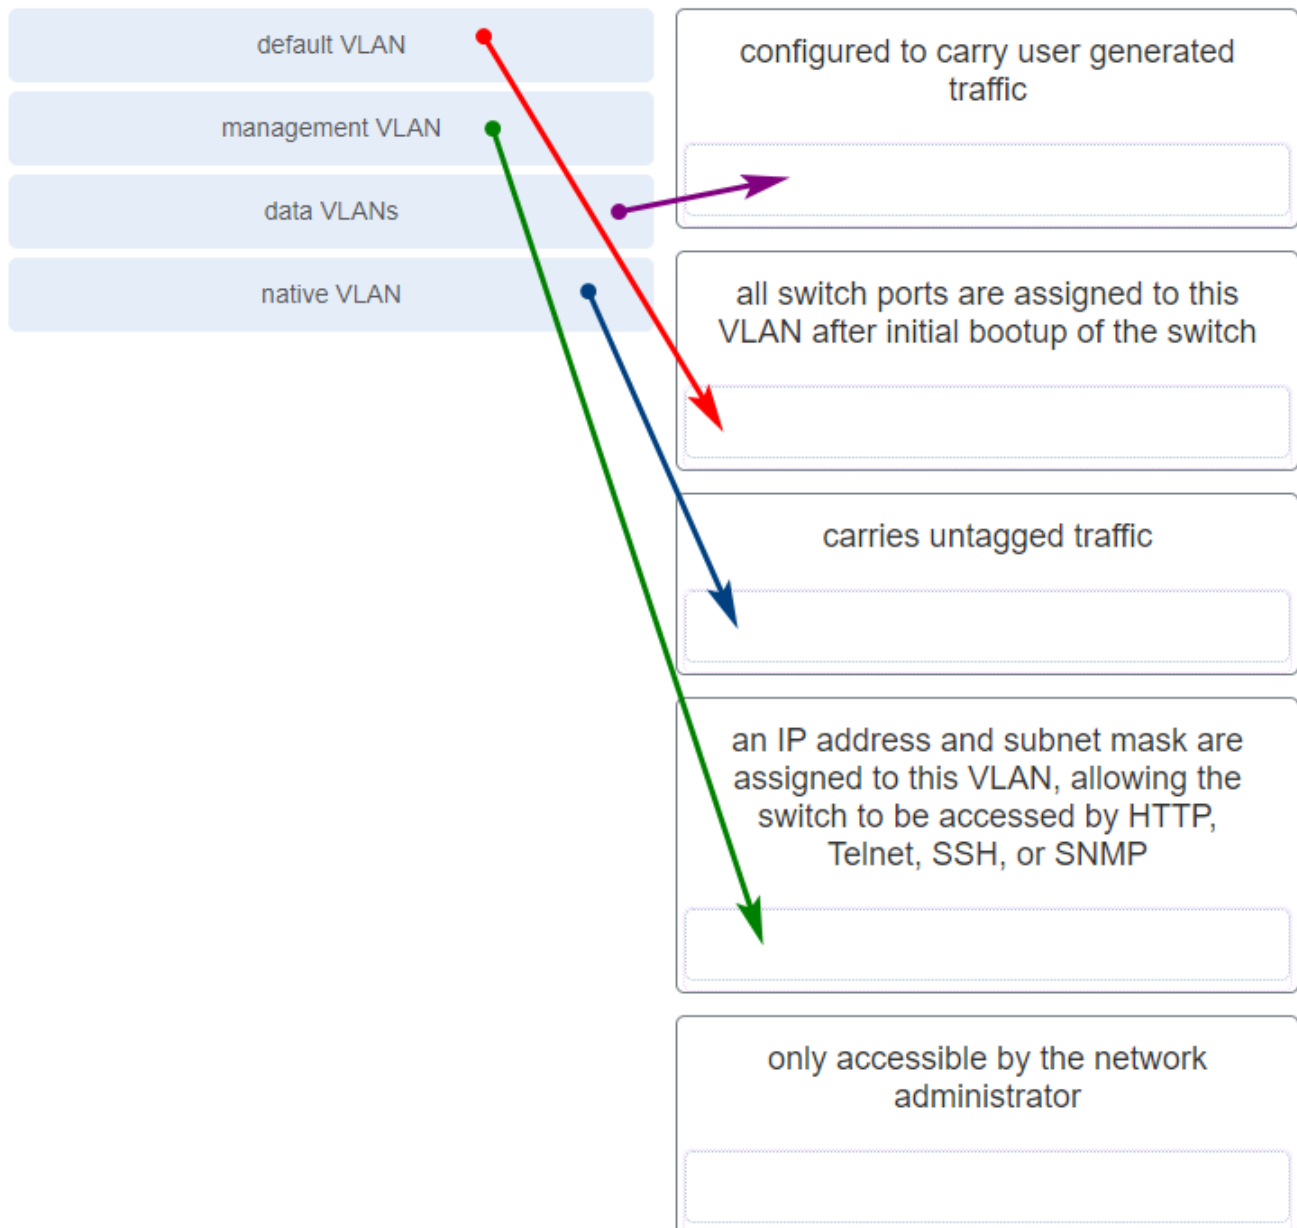 default VLAN
management VLAN
data VLANs
native VLAN
configured to carry user generated
traffic
all switch ports are assigned to this
VLAN after initial bootup of the switch
carries untagged traffic
an IP address and subnet mask are
assigned to this VLAN, allowing the
switch to be accessed by HTTP,
Telnet, SSH, or SNMP
only accessible by the network
administrator